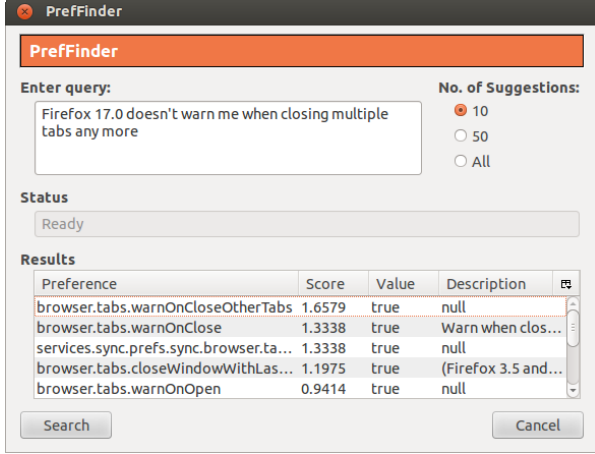 PrefFinder
PrefFinder
Enter query:
No. of Suggestions:
Firefox 17.0 doesn't warn me when closing multiple
tabs any more
10
50
All
Status
Ready
Results
Preference Score Value Description
browser.tabs.warnOnCloseOtherTabs 1.6579 true null
browser.tabs.warnOnClose 1.3338 true Warn when clos...
services.sync.prefs.sync.browser.ta... 1.3338 true null
browser.tabs.closeWindowWithLas... 1.1975 true (Firefox 3.5 and...
browser.tabs.warnOnOpen 0.9414 true null
Search
Cancel